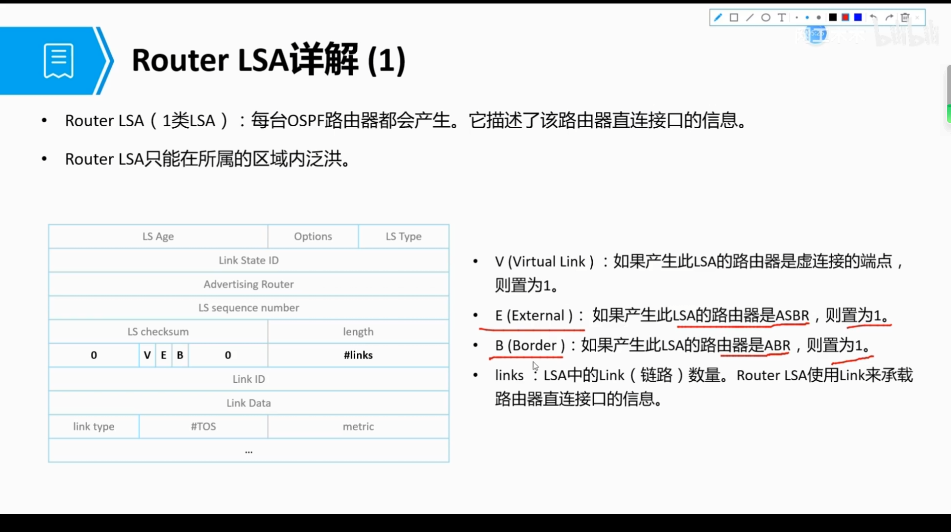 Router LSA详解 (1)
• Router LSA（1类LSA）：每台OSPF路由器都会产生。它描述了该路由器直连接口的信息。
• Router LSA只能在所属的区域内泛洪。
LS Age Options LS Type
Link State ID
Advertising Router
LS sequence number
LS checksum length
0 V E B 0 #links
Link ID
Link Data
link type #TOS metric
...
• V (Virtual Link)：如果产生此LSA的路由器是虚连接的端点，
则置为1。
• E (External)： 如果产生此LSA的路由器是ASBR，则置为1。
• B (Border)：如果产生此LSA的路由器是ABR，则置为1。
• links ：LSA中的Link（链路）数量。Router LSA使用Link来承载
路由器直连接口的信息。
T
bilibili